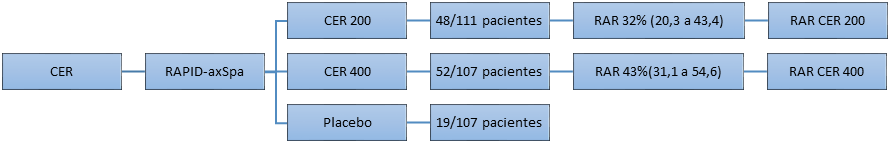 CER 200
48/111 pacientes
RAR 32% (20,3 a 43,4)
RAR CER 200
CER
RAPID-axSpa
CER 400
52/107 pacientes
RAR 43%(31,1 a 54,6)
RAR CER 400
Placebo
19/107 pacientes